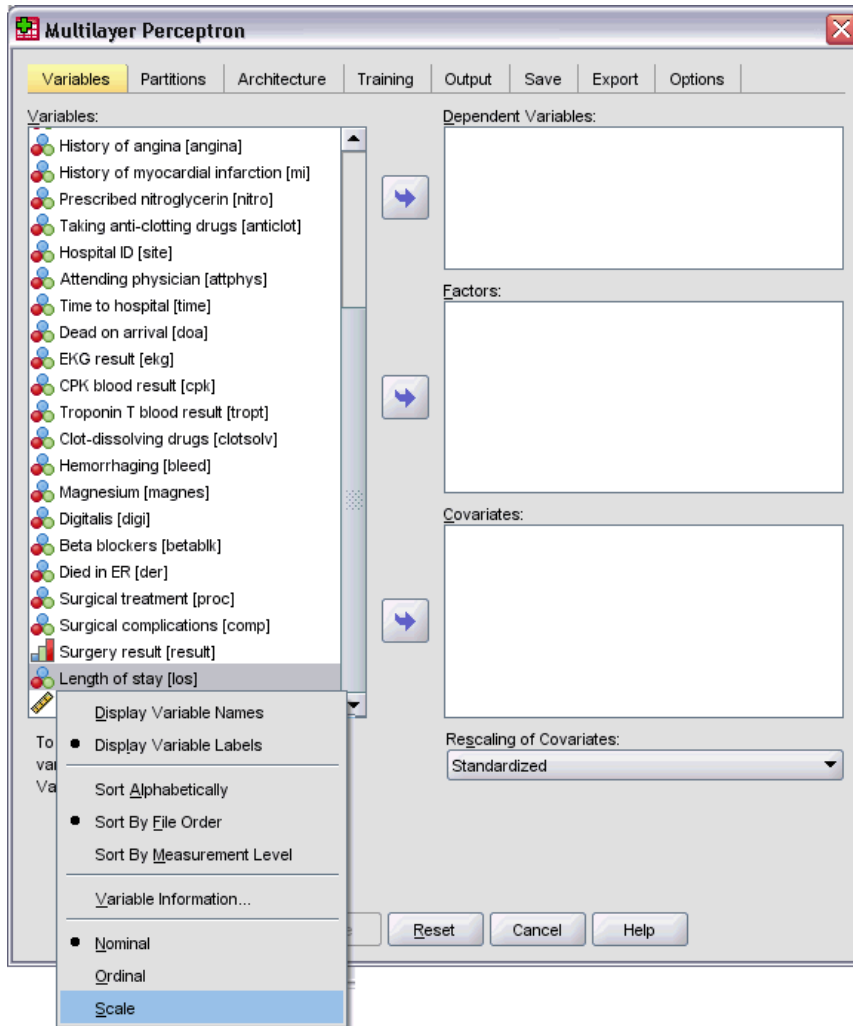 Multilayer Perceptron
Variables Partitions Architecture Training Output Save Export Options
Variables:
History of angina [angina]
History of myocardial infarction [mi]
Prescribed nitroglycerin [nitro]
Taking anti-clotting drugs [anticlot]
Hospital ID [site]
Attending physician [attphys]
Time to hospital [time]
Dead on arrival [doa]
EKG result [ekg]
CPK blood result [cpk]
Troponin T blood result [tropt]
Clot-dissolving drugs [clotsolv]
Hemorrhaging [bleed]
Magnesium [magnes]
Digitalis [digi]
Beta blockers [betablk]
Died in ER [der]
Surgical treatment [proc]
Surgical complications [comp]
Surgery result [result]
Length of stay [los]
To
Display Variable Names
Display Variable Labels
Sort Alphabetically
Sort By File Order
Sort By Measurement Level
Variable Information...
Nominal
Ordinal
Scale
Dependent Variables:
Factors:
Covariates:
Rescaling of Covariates:
Standardized
Reset Cancel Help